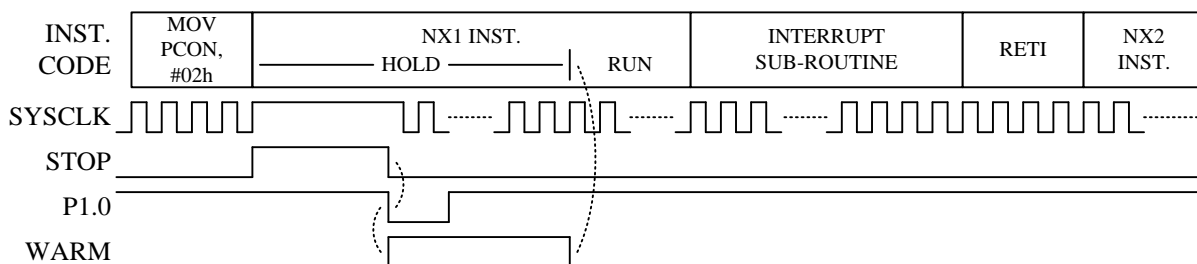 INST.
CODE
MOV
PCON,
#02h
NX1 INST.
HOLD
RUN
INTERRUPT
SUB-ROUTINE
RETI
NX2
INST.
SYSCLK
STOP
P1.0
WARM